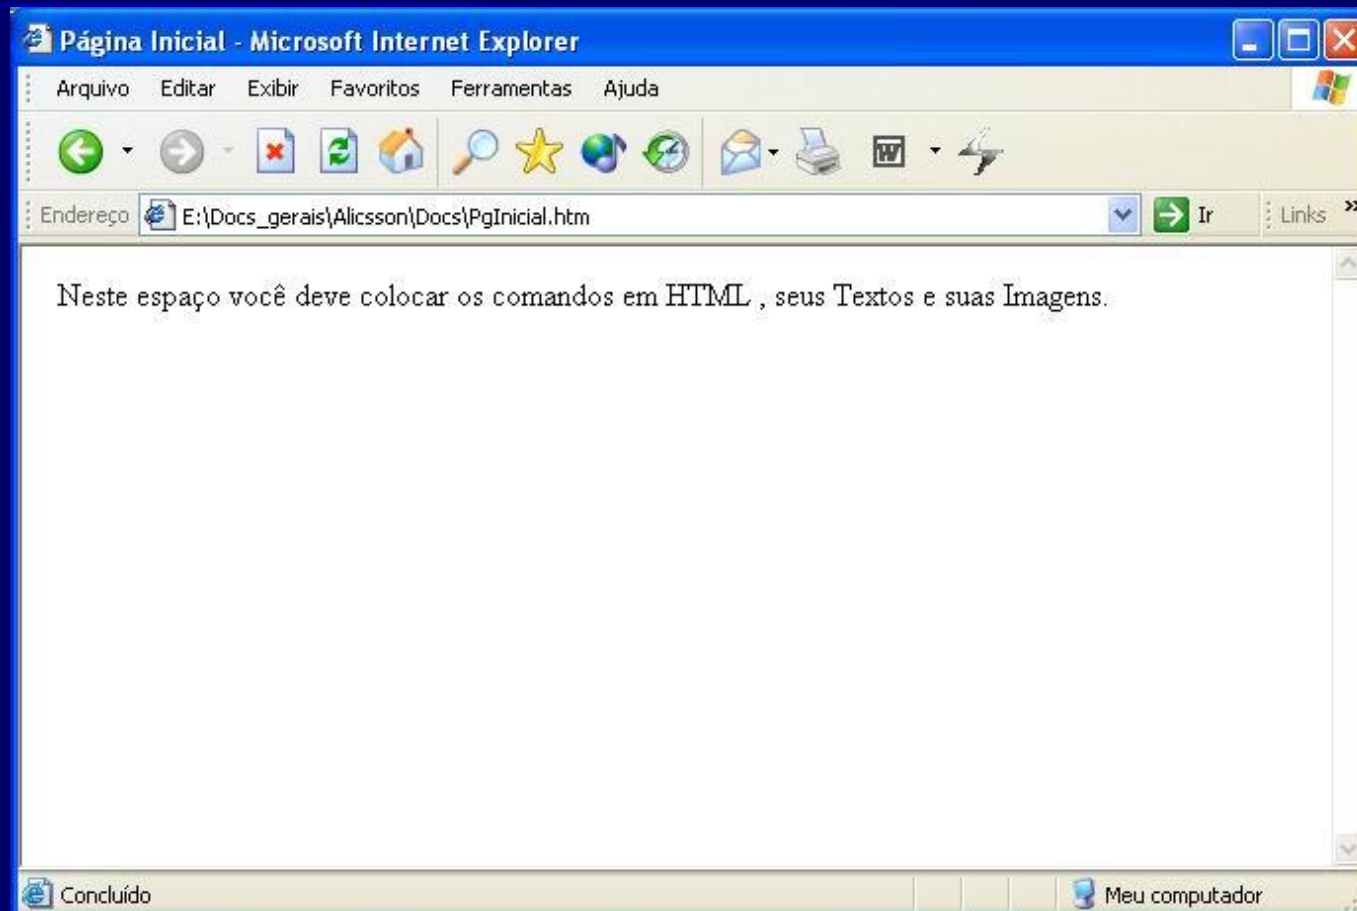 Página Inicial - Microsoft Internet Explorer
Arquivo Editar Exibir Favoritos Ferramentas Ajuda
W
Endereço E:\Docs_gerais\Alicsson\Docs\PgInicial.htm Ir Links »
Neste espaço você deve colocar os comandos em HTML , seus Textos e suas Imagens.
Concluído Meu computador